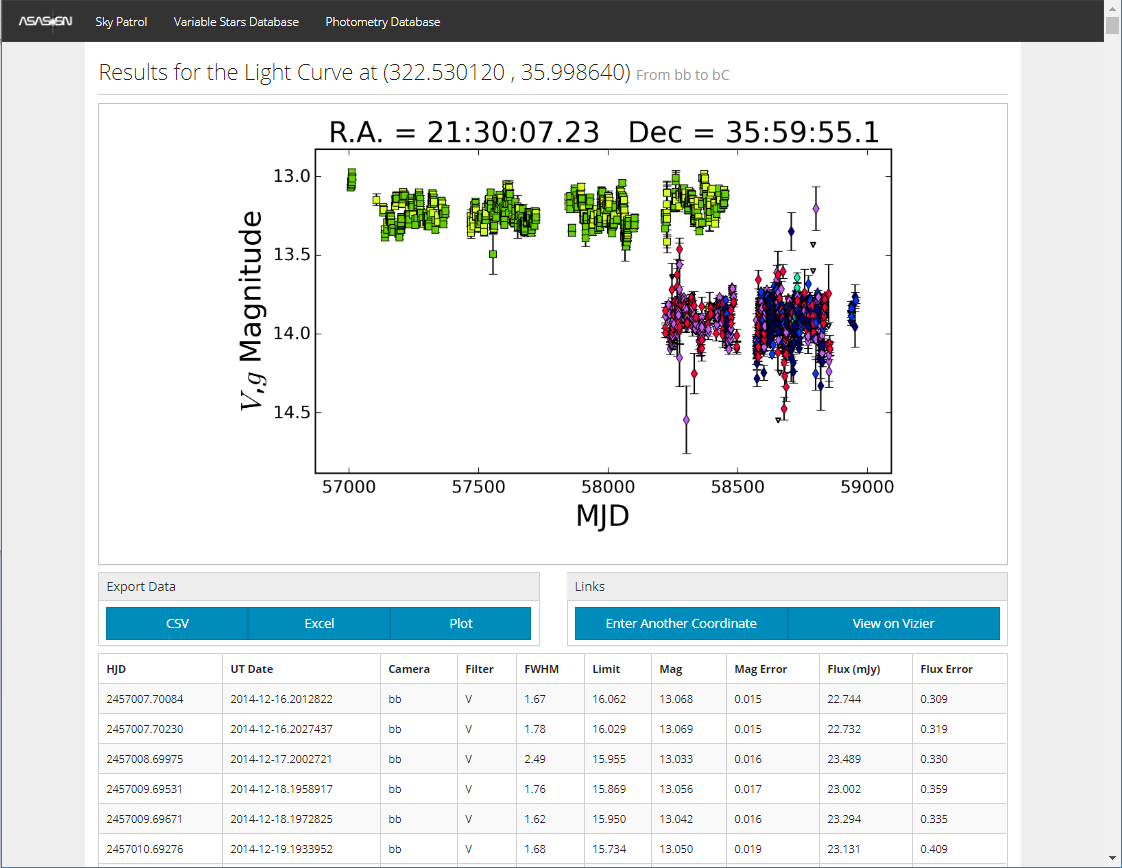 ASAS-SN Sky Patrol Variable Stars Database Photometry Database
Results for the Light Curve at (322.530120 , 35.998640) From bb to bC
R.A. = 21:30:07.23 Dec = 35:59:55.1
13.0
13.5
14.0
14.5
V,g Magnitude
57000 57500 58000 58500 59000
MJD
Export Data
CSV Excel Plot
Links
Enter Another Coordinate View on Vizier
HJD UT Date Camera Filter FWHM Limit Mag Mag Error Flux (mJy) Flux Error
2457007.70084 2014-12-16.2012822 bb V 1.67 16.062 13.068 0.015 22.744 0.309
2457007.70230 2014-12-16.2027437 bb V 1.78 16.029 13.069 0.015 22.732 0.319
2457008.69975 2014-12-17.2002721 bb V 2.49 15.955 13.033 0.016 23.489 0.330
2457009.69531 2014-12-18.1958917 bb V 1.76 15.869 13.056 0.017 23.002 0.359
2457009.69671 2014-12-18.1972825 bb V 1.62 15.950 13.042 0.016 23.294 0.335
2457010.69276 2014-12-19.1933952 bb V 1.68 15.734 13.050 0.019 23.131 0.409